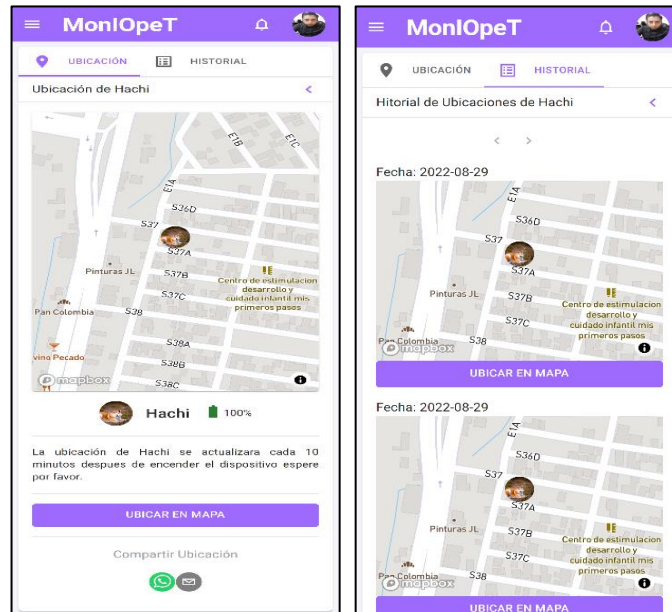 MonIOpeT
UBICACIÓN
HISTORIAL
Ubicación de Hachi
E1B
E1C
E1A
S36D
S37
S37A
Pinturas JL
S37B
Centro de estimulacion
desarrollo y
cuidado infantil mis
primeros pasos
S37C
Pan Colombia
S38
S38A
vino Pecado
S38B
mapbox
S38C
Hachi
100%
La ubicación de Hachi se actualizara cada 10
minutos despues de encender el dispositivo espere
por favor.
UBICAR EN MAPA
Compartir Ubicación
MonIOpeT
UBICACIÓN
HISTORIAL
Hitorial de Ubicaciones de Hachi
Fecha: 2022-08-29
E1A
S36D
S37
S37A
Pinturas JL
S37B
Centro de estimulacion
desarrollo y
cuidado infantil mis
primeros pasos
S37C
Pan Colombia
S38
mapbox
UBICAR EN MAPA
Fecha: 2022-08-29
E1A
S36D
S37
S37A
Pinturas JL
S37B
Centro de estimulacion
desarrollo y
cuidado infantil mis
primeros pasos
S37C
Pan Colombia
S38
mapbox
UBICAR EN MAPA